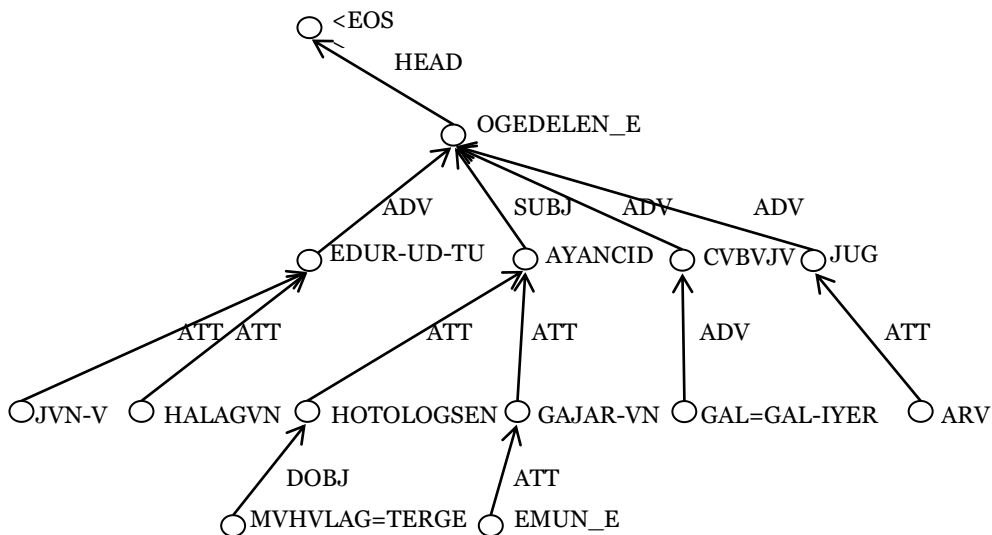 <EOS
HEAD
OGEDELEN_E
ADV SUBJ ADV ADV
EDUR-UD-TU AYANCID CVBVJV JUG
ATT ATT ATT ATT ADV ATT
JVN-V HALAGVN HOTOLOGSEN GAJAR-VN GAL=GAL-IYER ARV
DOBJ ATT
MVHVLAG=TERGE EMUN_E